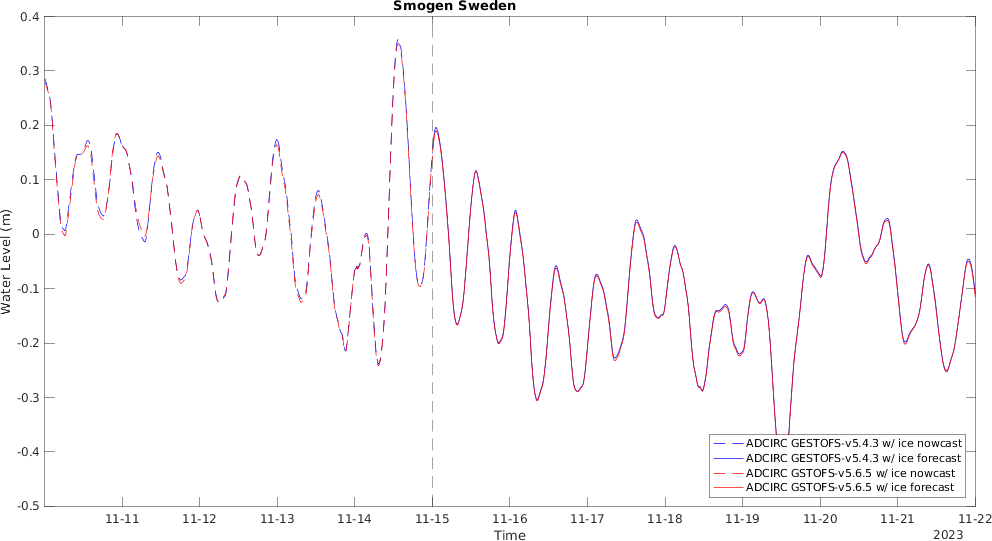 Smogen Sweden
0.4
0.3
0.2
0.1
0
-0.1
-0.2
-0.3
-0.4
-0.5
Water Level (m)
ADCIRC GESTOFS-v5.4.3 w/ ice nowcast
ADCIRC GESTOFS-v5.4.3 w/ ice forecast
ADCIRC GSTOFS-v5.6.5 w/ ice nowcast
ADCIRC GSTOFS-v5.6.5 w/ ice forecast
11-11 11-12 11-13 11-14 11-15 11-16 11-17 11-18 11-19 11-20 11-21 11-22
Time
2023